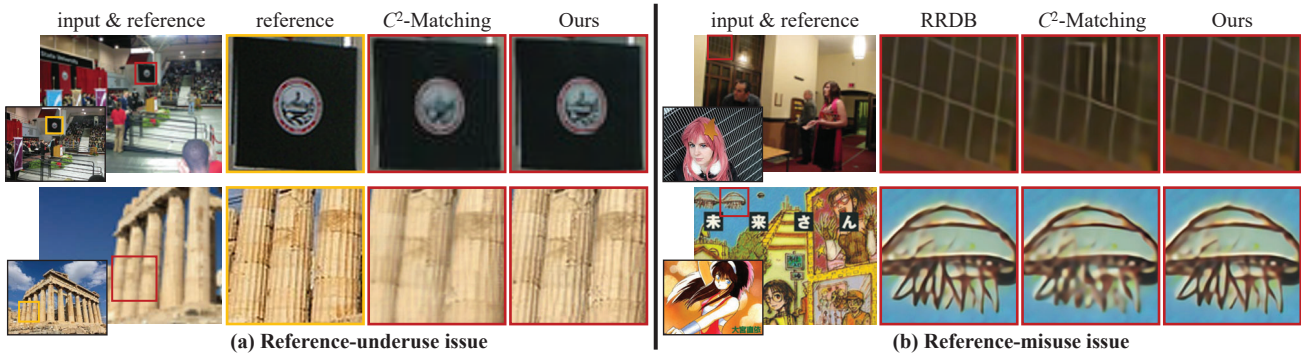 input & reference
reference
C²-Matching
Ours
input & reference
RRDB
C²-Matching
Ours
未来さん
(a) Reference-underuse issue
(b) Reference-misuse issue